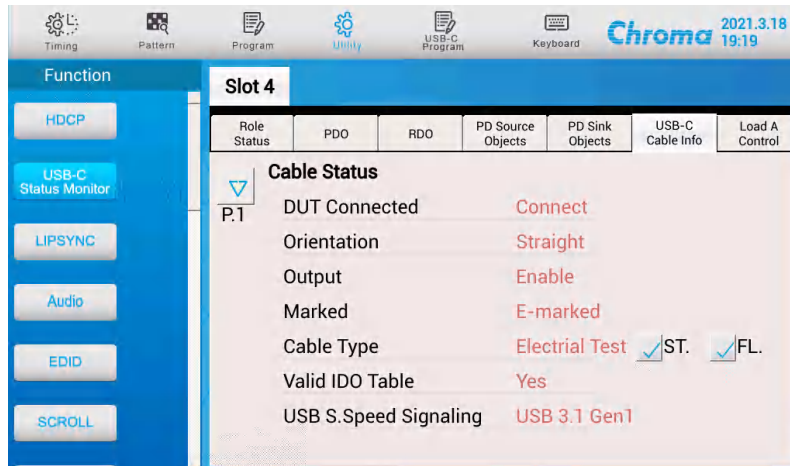 Timing
Pattern
Program
Utility
USB-C
Program
Keyboard
Chroma
2021.3.18
19:19
Function
HDCP
USB-C
Status Monitor
LIPSYNC
Audio
EDID
SCROLL
Slot 4
Role
Status
PDO
RDO
PD Source
Objects
PD Sink
Objects
USB-C
Cable Info
Load A
Control
P.1
Cable Status
DUT Connected Connect
Orientation Straight
Output Enable
Marked E-marked
Cable Type Electrial Test ST. FL.
Valid IDO Table Yes
USB S.Speed Signaling USB 3.1 Gen1